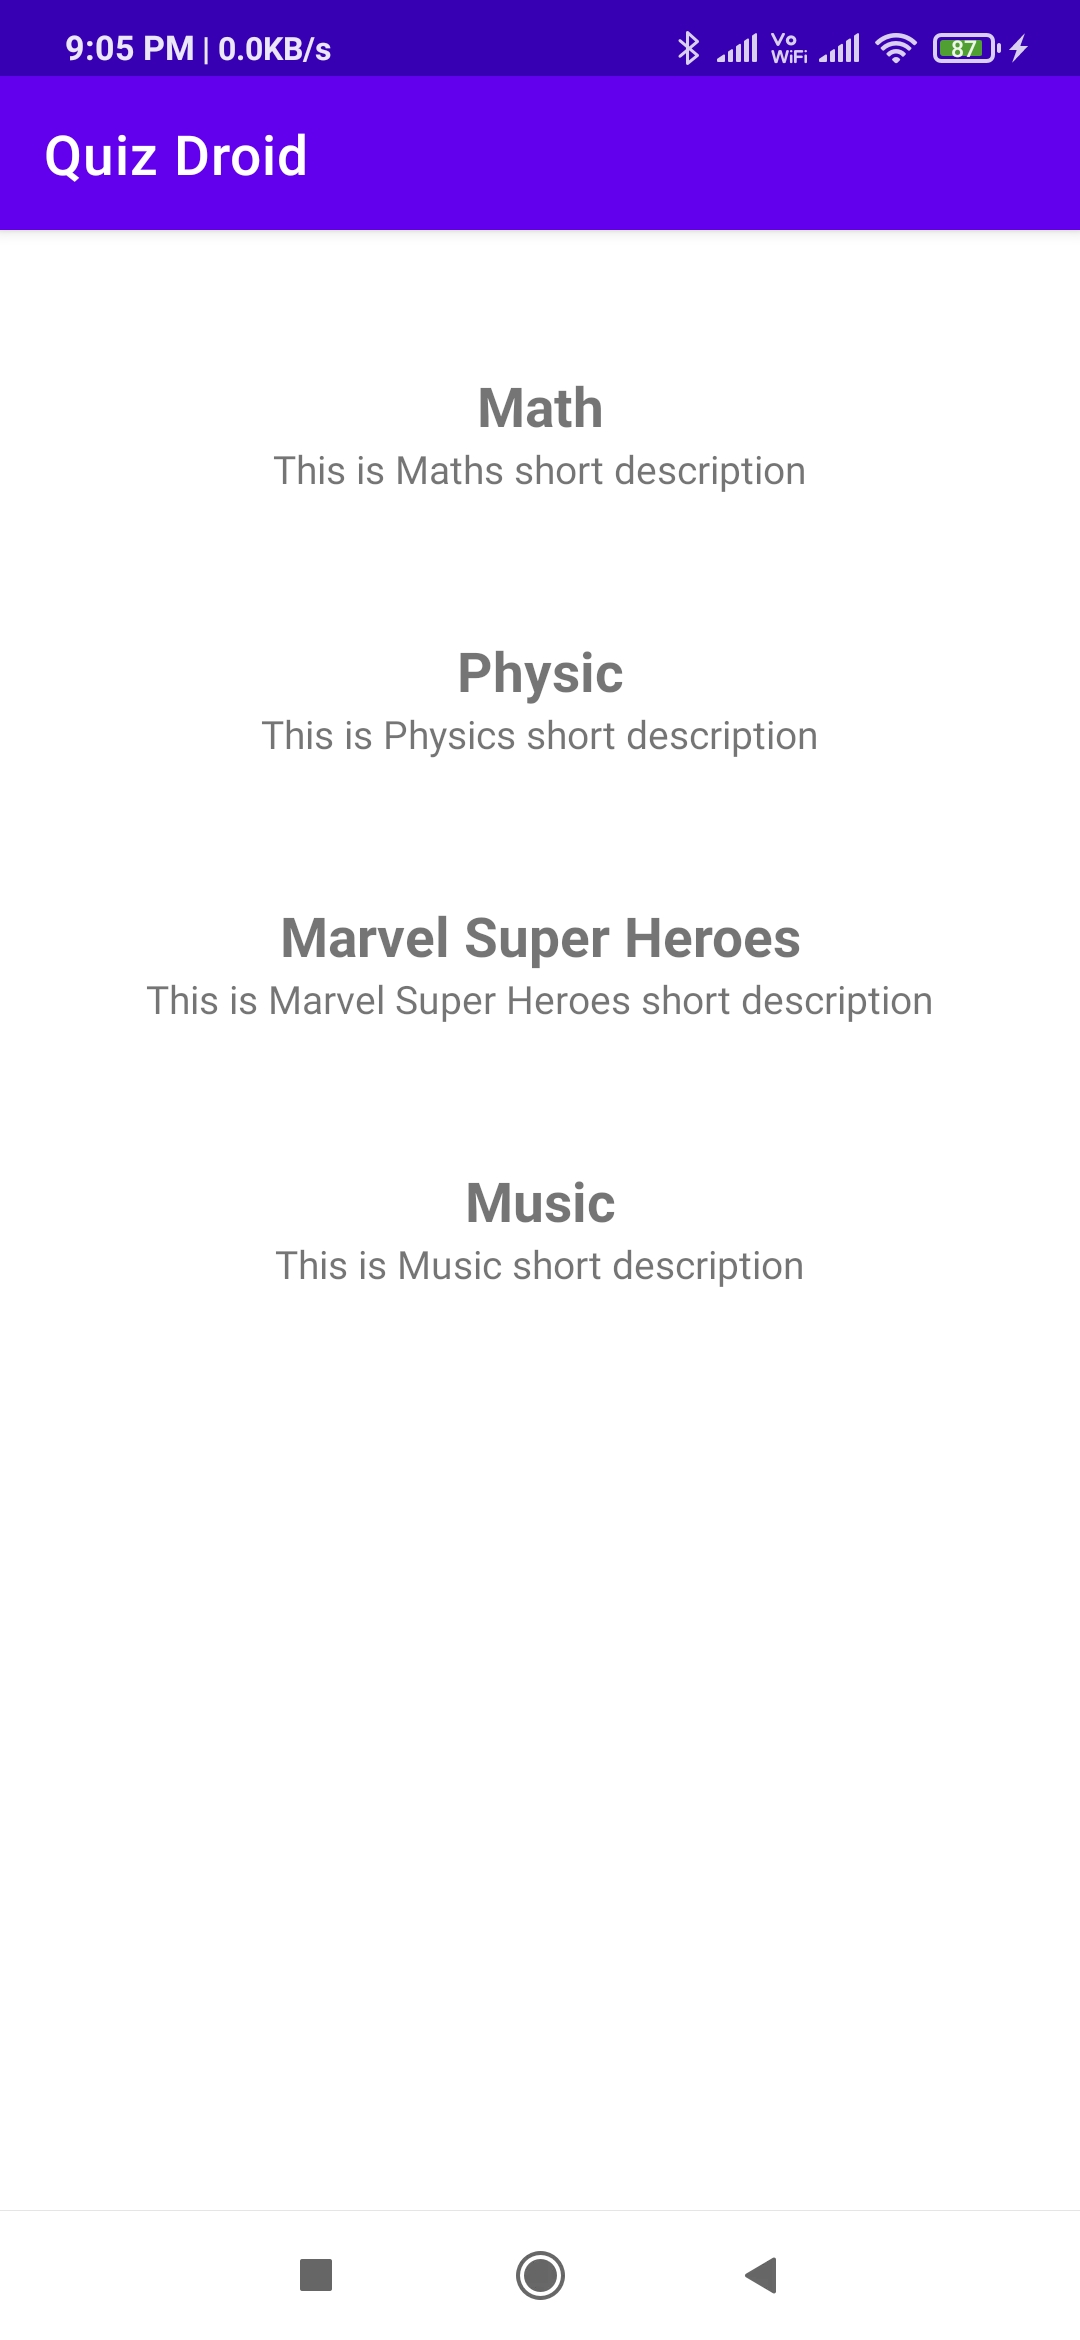 9:05 PM | 0.0KB/s Vo WiFi 87
Quiz Droid
Math
This is Maths short description
Physic
This is Physics short description
Marvel Super Heroes
This is Marvel Super Heroes short description
Music
This is Music short description